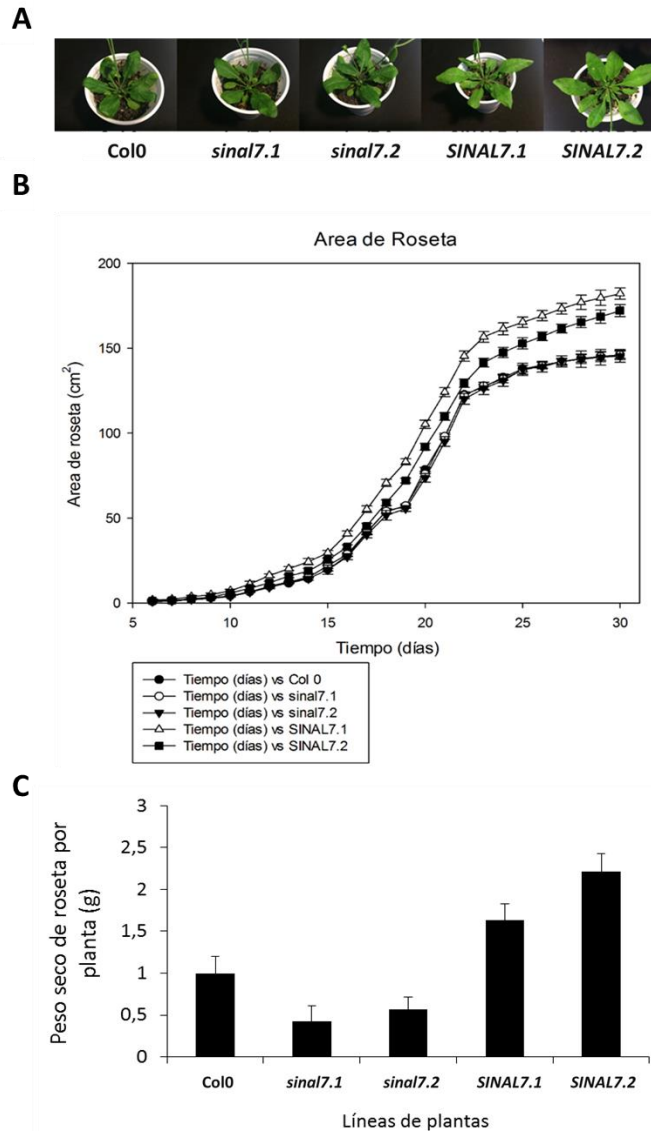 A
Col0 sinal7.1 sinal7.2 SINAL7.1 SINAL7.2
B
Area de Roseta
Area de roseta (cm²)
200
150
100
50
0
5 10 15 20 25 30
Tiempo (días)
Tiempo (días) vs Col 0
Tiempo (días) vs sinal7.1
Tiempo (días) vs sinal7.2
Tiempo (días) vs SINAL7.1
Tiempo (días) vs SINAL7.2
C
Peso seco de roseta por
planta (g)
3
2,5
2
1,5
1
0,5
0
Col0 sinal7.1 sinal7.2 SINAL7.1 SINAL7.2
Líneas de plantas